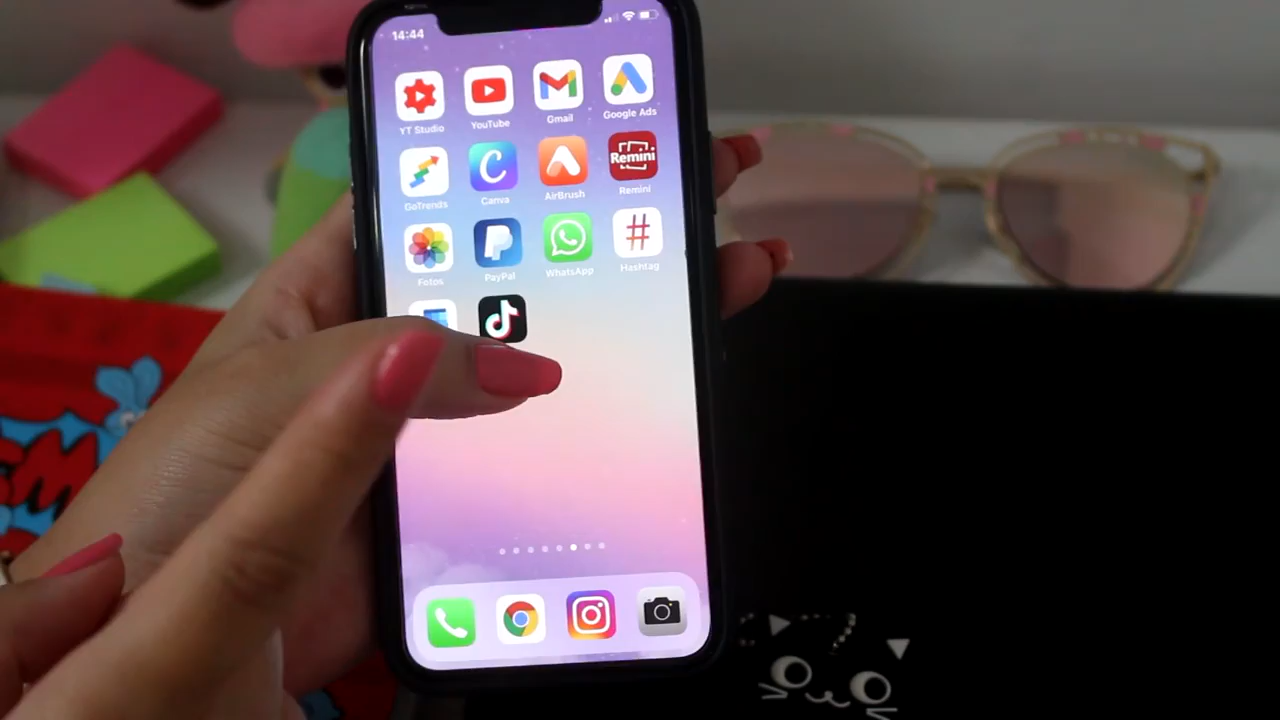 14:44
YT Studio YouTube Gmail Google Ads
Remini
GoTrends Canva AirBrush Remini
#
Fotos PayPal WhatsApp Hashtag